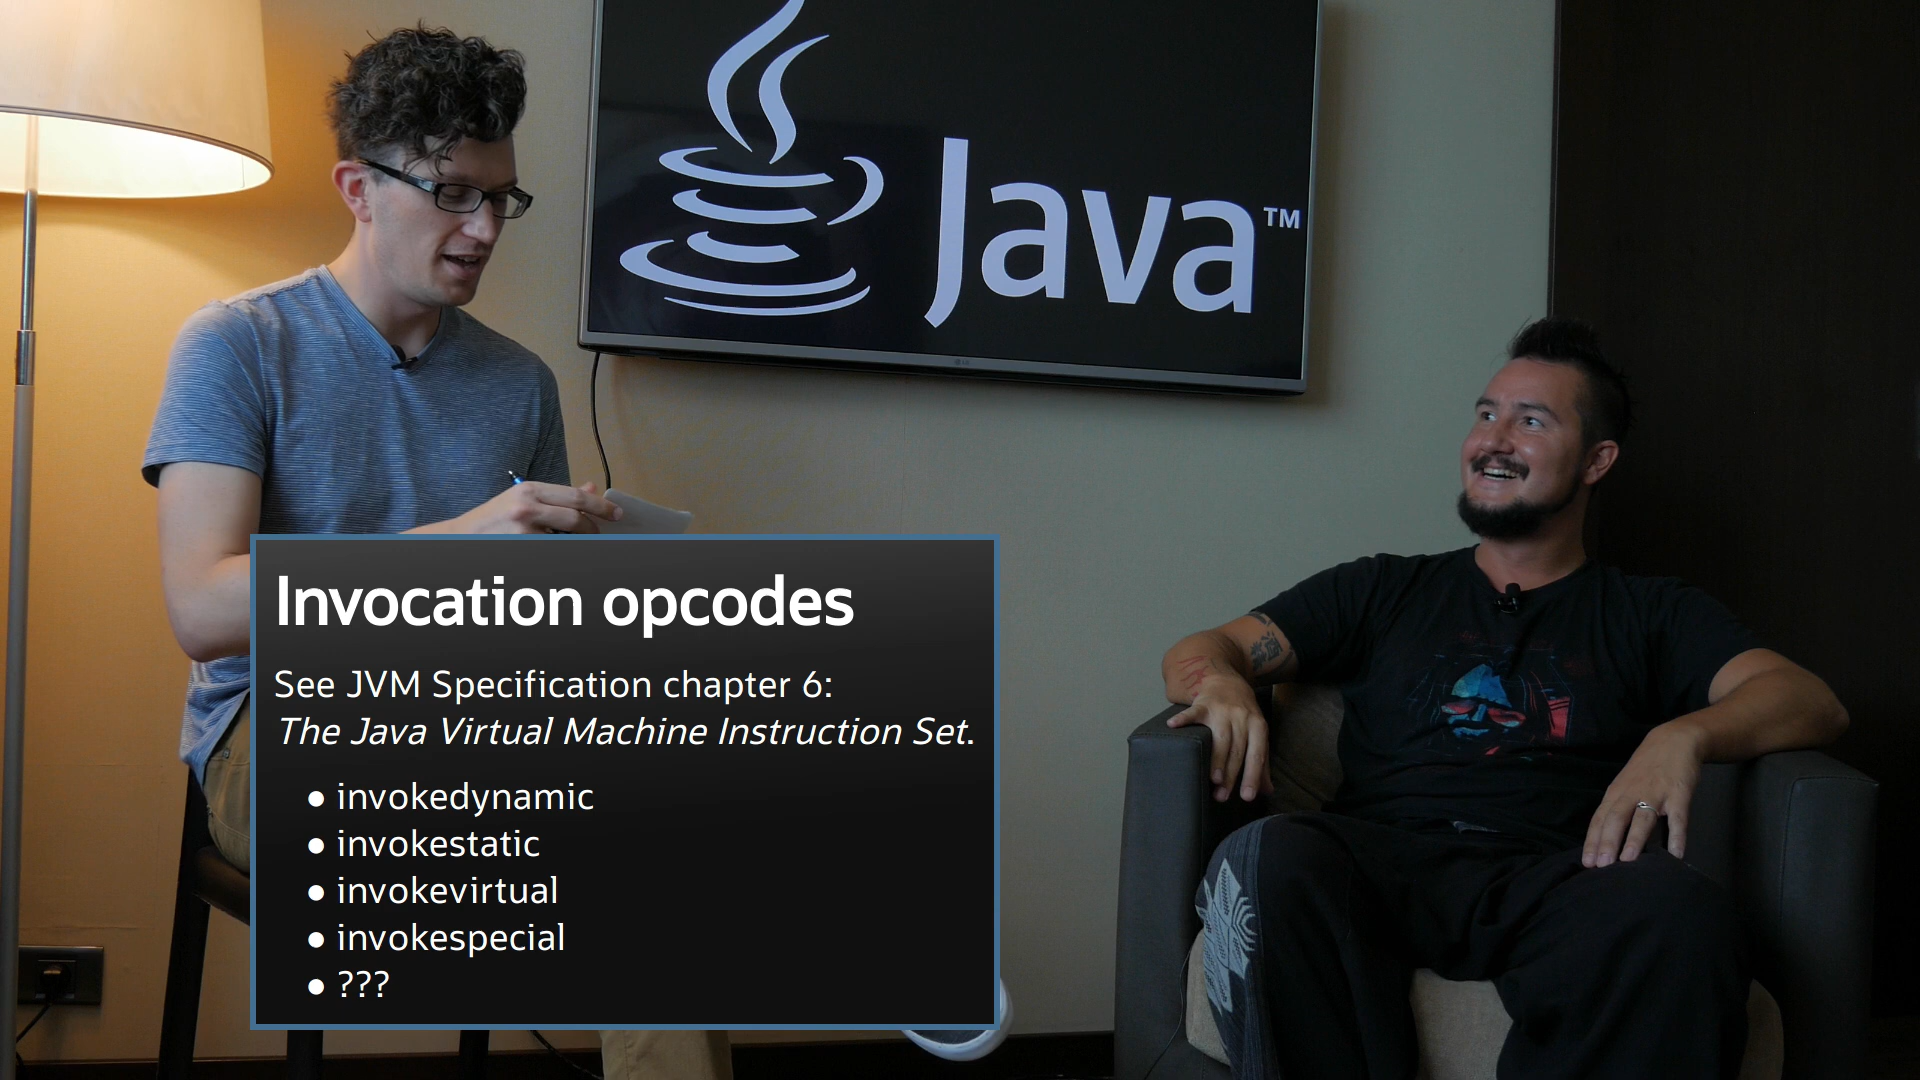 Java™
Invocation opcodes
See JVM Specification chapter 6:
The Java Virtual Machine Instruction Set.
● invokedynamic
● invokestatic
● invokevirtual
● invokespecial
● ???